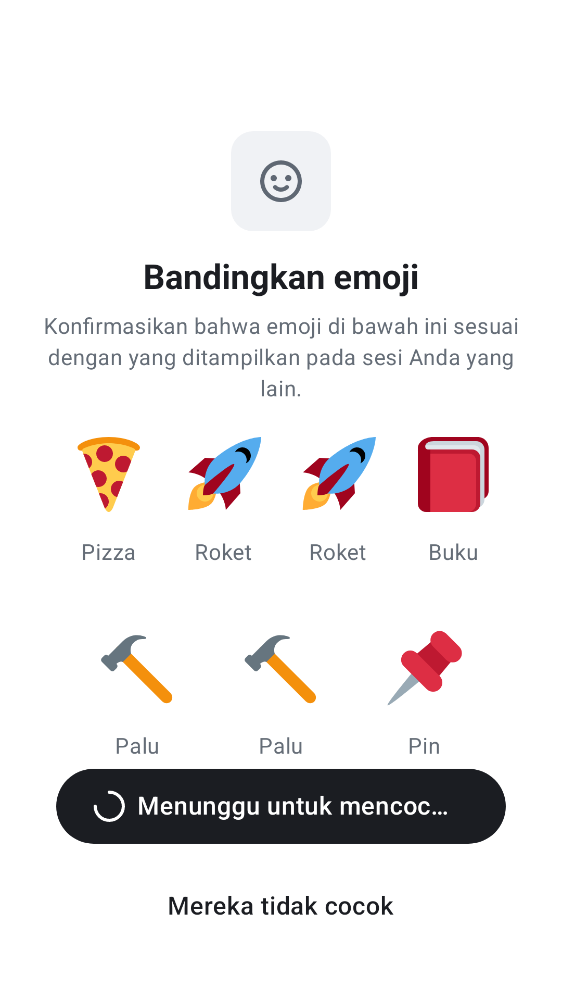 Bandingkan emoji
Konfirmasikan bahwa emoji di bawah ini sesuai
dengan yang ditampilkan pada sesi Anda yang
lain.
Pizza Roket Roket Buku
Palu Palu Pin
Menunggu untuk mencoc...
Mereka tidak cocok